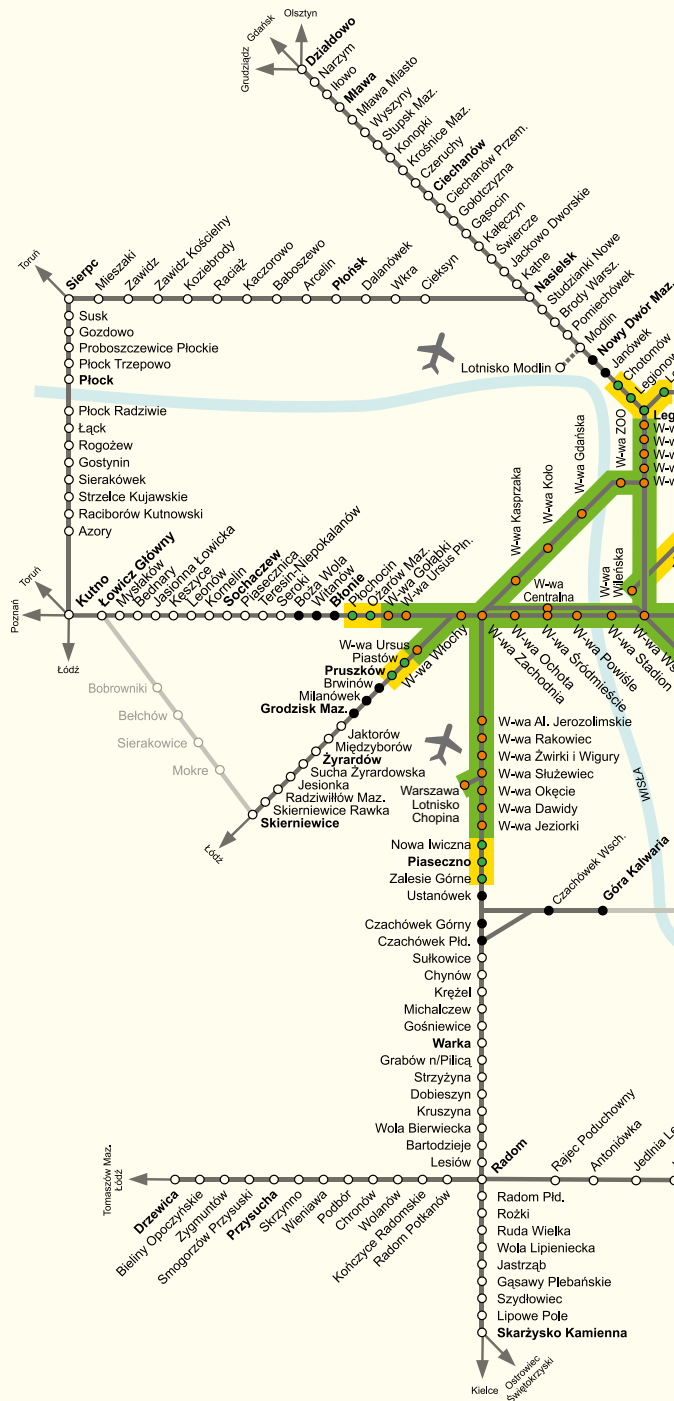 Olsztyn
Gdańsk
Grudziądz
Działdowo
Narzym
Iłowo
Mława
Mława Miasto
Wyszyny
Stupsk Maz.
Konopki
Krośnice Maz.
Czeruchy
Ciechanów
Ciechanów Przem.
Gołotczyzna
Gąsocin
Kałęczyn
Świercze
Jackowo Dworskie
Kątne
Nasielsk
Studzianki Nowe
Brody Warsz.
Pomiechówek
Modlin
Nowy Dwór Maz.
Janówek
Chotomów
Legionow
Lotnisko Modlin
Toruń
Sierpc
Mieszaki
Zawidz
Zawidz Kościelny
Koziebrody
Raciąż
Kaczorowo
Baboszewo
Arcelin
Płońsk
Dalanówek
Wkra
Cieksyn
Susk
Gozdowo
Proboszczewice Płockie
Płock Trzepowo
Płock
Płock Radziwie
Łąck
Rogożew
Gostynin
Sierakówek
Strzelce Kujawskie
Raciborów Kutnowski
Azory
Leg
W-wa
W-w
W-w
W-w
W-w
W-wa ZOO
W-wa Gdańska
W-wa Koło
W-wa Kasprzaka
W-wa
Wileńska
W-wa
Centralna
Toruń
Poznań
Łódź
Kutno
Łowicz Główny
Mysłaków
Bednary
Jasionna Łowicka
Kęszyce
Leonów
Kornelin
Sochaczew
Piasecznica
Teresin-Niepokalanów
Seroki
Boża Wola
Witanów
Błonie
Płochocin
Ożarów Maz.
W-wa Gołąbki
W-wa Ursus Płn.
W-wa Włochy
W-wa Zachodnia
W-wa Ochota
W-wa Śródmieście
W-wa Powiśle
W-wa Stadion
W-wa Ws
W-wa Ursus
Piastów
Pruszków
Brwinów
Milanówek
Grodzisk Maz.
Jaktorów
Międzyborów
Żyrardów
Sucha Żyrardowska
Jesionka
Radziwiłłów Maz.
Skierniewice Rawka
Skierniewice
Łódź
Bobrowniki
Bełchów
Sierakowice
Mokre
W-wa Al. Jerozolimskie
W-wa Rakowiec
W-wa Żwirki i Wigury
W-wa Służewiec
W-wa Okęcie
W-wa Dawidy
W-wa Jeziorki
Warszawa
Lotnisko
Chopina
WISŁA
Nowa Iwiczna
Piaseczno
Zalesie Górne
Ustanówek
Czachówek Wsch.
Góra Kalwaria
Czachówek Górny
Czachówek Płd.
Sułkowice
Chynów
Krężel
Michalczew
Gośniewice
Warka
Grabów n/Pilicą
Strzyżyna
Dobieszyn
Kruszyna
Wola Bierwiecka
Bartodzieje
Lesiów
Radom
Rajec Poduchowny
Antoniówka
Jedlnia Le
Tomaszów Maz.
Łódź
Drzewica
Bieliny Opoczyńskie
Zygmuntów
Smogorzów Przysuski
Przysucha
Skrzynno
Wieniawa
Podbór
Chronów
Wolanów
Kończyce Radomskie
Radom Potkanów
Radom Płd.
Rożki
Ruda Wielka
Wola Lipieniecka
Jastrząb
Gąsawy Plebańskie
Szydłowiec
Lipowe Pole
Skarżysko Kamienna
Kielce
Ostrowiec
Świętokrzyski